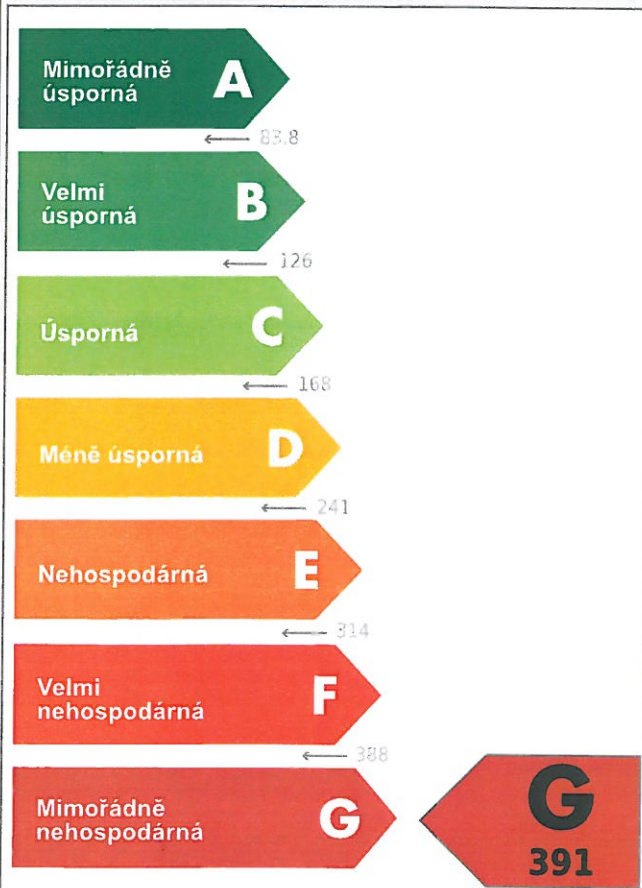 Mimořádně
úsporná
A
83.8
Velmi
úsporná
B
126
Úsporná
C
168
Méně úsporná
D
241
Nehospodárná
E
314
Velmi
nehospodárná
F
388
Mimořádně
nehospodárná
G
G
391